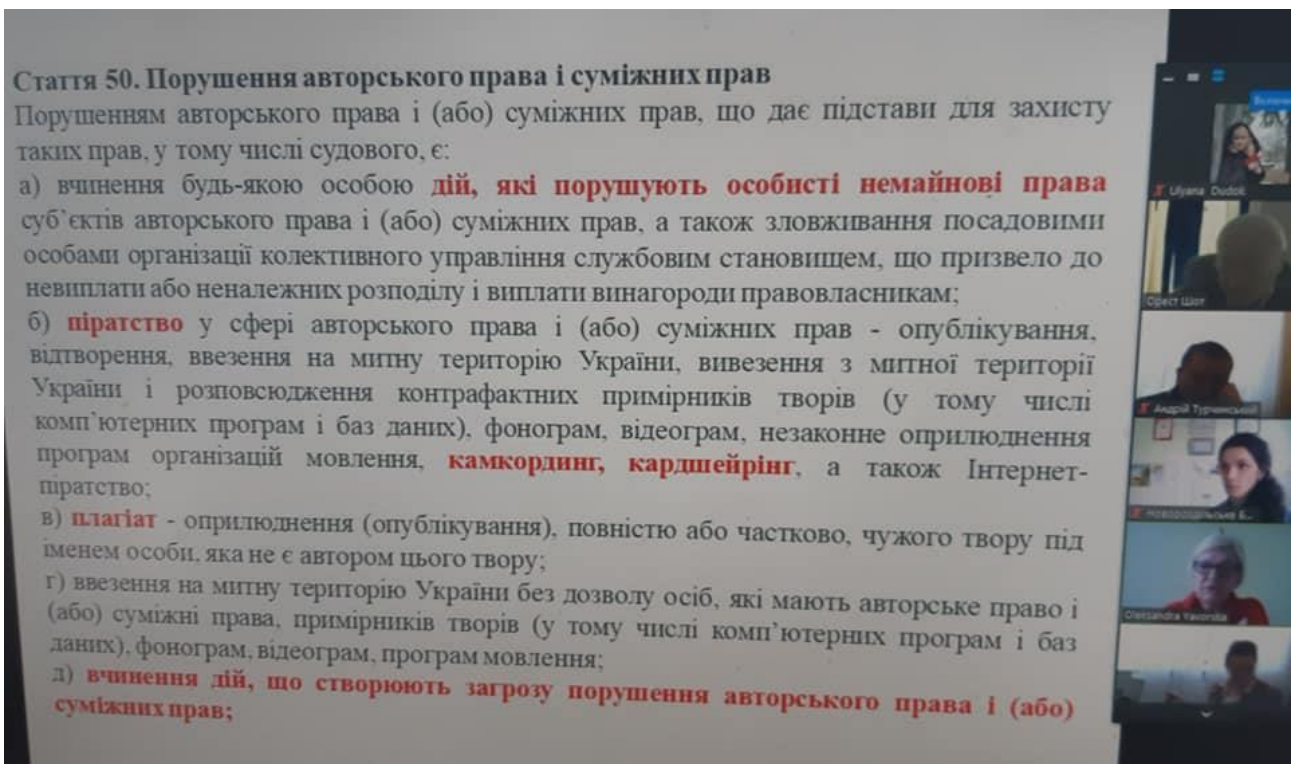 Стаття 50. Порушення авторського права і суміжних прав
Порушенням авторського права і (або) суміжних прав, що дає підстави для захисту
таких прав, у тому числі судового, є:
а) вчинення будь-якою особою дій, які порушують особисті немайнові права
суб’єктів авторського права і (або) суміжних прав, а також зловживання посадовими
особами організації колективного управління службовим становищем, що призвело до
невиплати або неналежних розподілу і виплати винагороди правовласникам;
б) піратство у сфері авторського права і (або) суміжних прав - опублікування,
відтворення, ввезення на митну територію України, вивезення з митної території
України і розповсюдження контрафактних примірників творів (у тому числі
комп’ютерних програм і баз даних), фонограм, відеограм, незаконне оприлюднення
програм організацій мовлення, камкординг, кардшейрінг, а також Інтернет-
піратство;
в) плагіат - оприлюднення (опублікування), повністю або частково, чужого твору під
іменем особи, яка не є автором цього твору;
г) ввезення на митну територію України без дозволу осіб, які мають авторське право і
(або) суміжні права, примірників творів (у тому числі комп’ютерних програм і баз
даних), фонограм, відеограм, програм мовлення;
д) вчинення дій, що створюють загрозу порушення авторського права і (або)
суміжних прав;
Ulyana Dudok
Орест Шот
Андрій Турчанський
Новороздільське Б...
Olessandra Yavorska